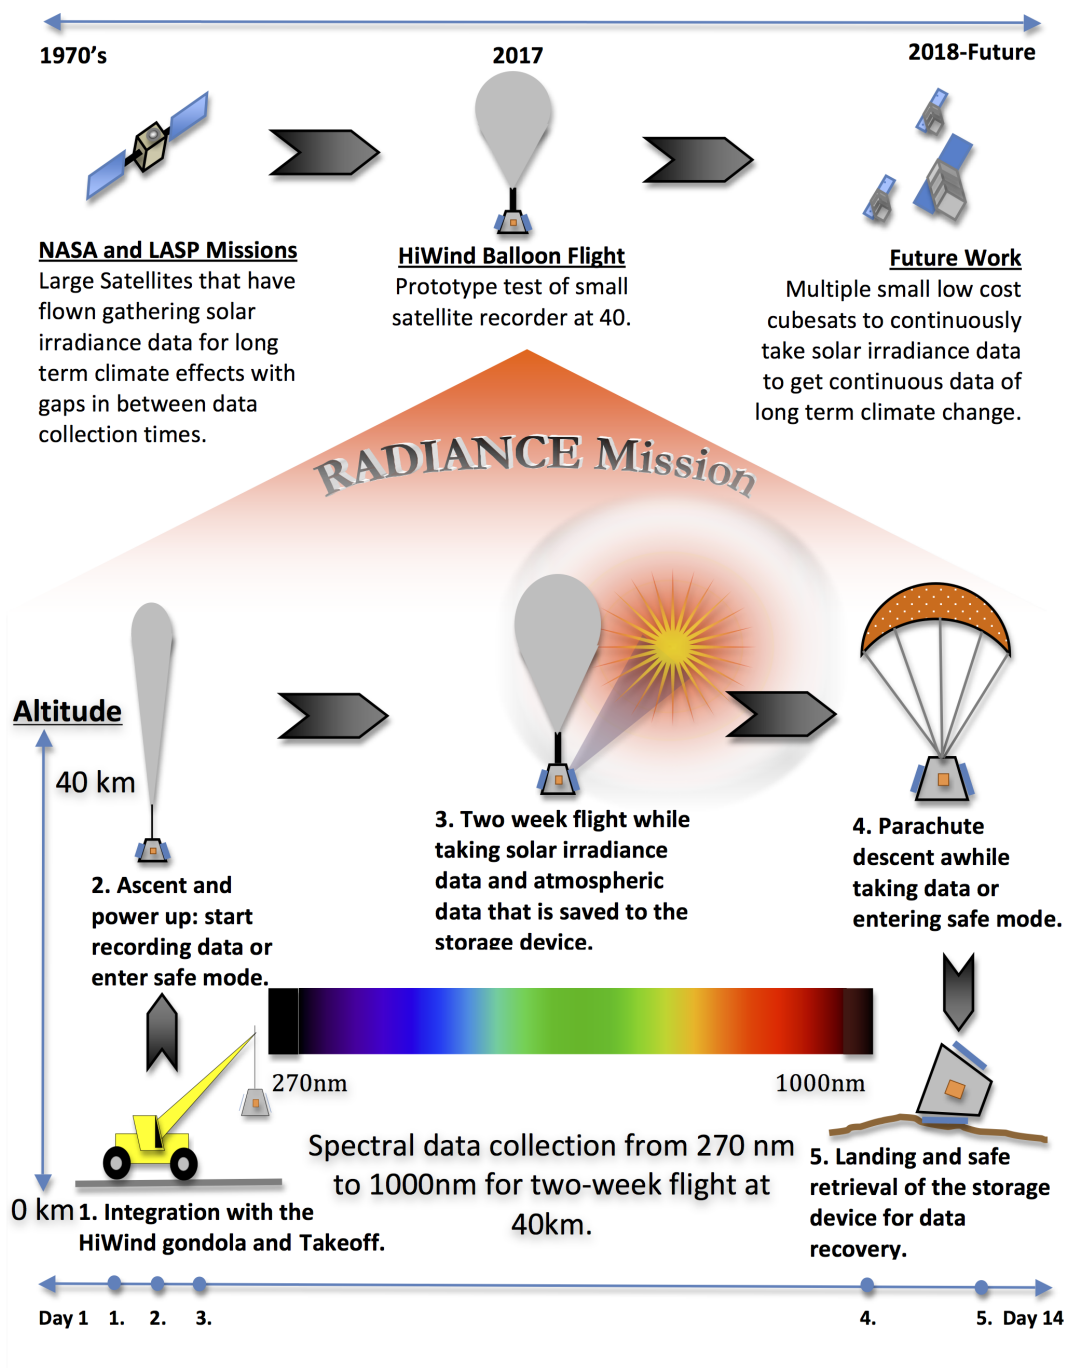 1970's
2017
2018-Future
NASA and LASP Missions
Large Satellites that have
flown gathering solar
irradiance data for long
term climate effects with
gaps in between data
collection times.
HiWind Balloon Flight
Prototype test of small
satellite recorder at 40.
Future Work
Multiple small low cost
cubesats to continuously
take solar irradiance data
to get continuous data of
long term climate change.
RADIANCE Mission
Altitude
40 km
2. Ascent and
power up: start
recording data or
enter safe mode.
3. Two week flight while
taking solar irradiance
data and atmospheric
data that is saved to the
storage device.
4. Parachute
descent awhile
taking data or
entering safe mode.
270nm
1000nm
Spectral data collection from 270 nm
to 1000nm for two-week flight at
40km.
5. Landing and safe
retrieval of the storage
device for data
recovery.
0 km
1. Integration with the
HiWind gondola and Takeoff.
Day 1 1. 2. 3. 4. 5. Day 14